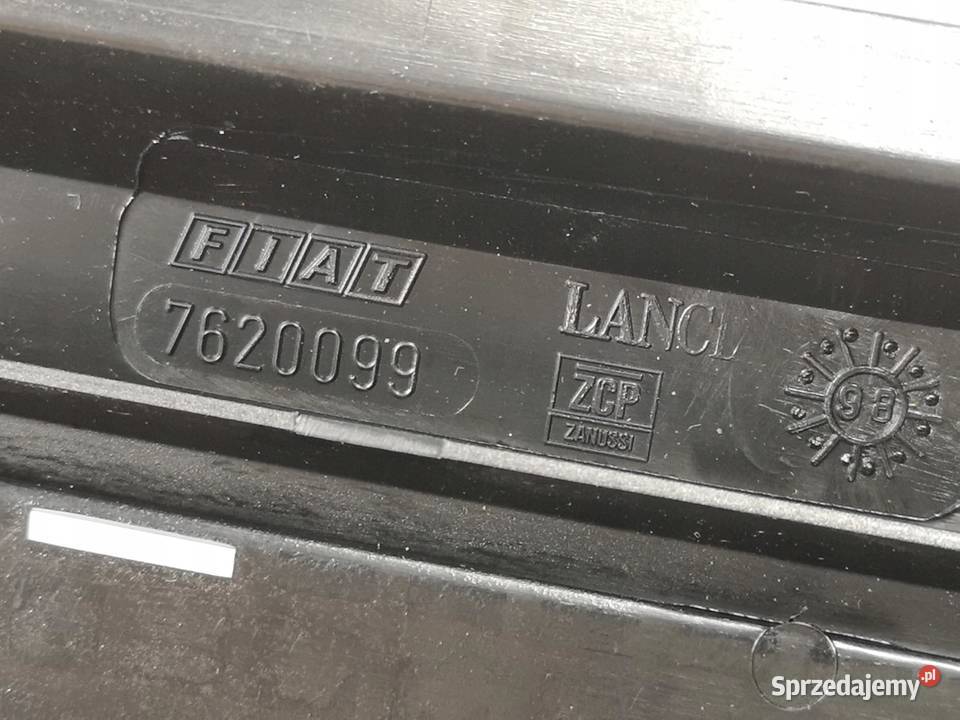 FIAT
7620099
LANCI
ZCP
ZANUSSI
98
Sprzedajemy.pl